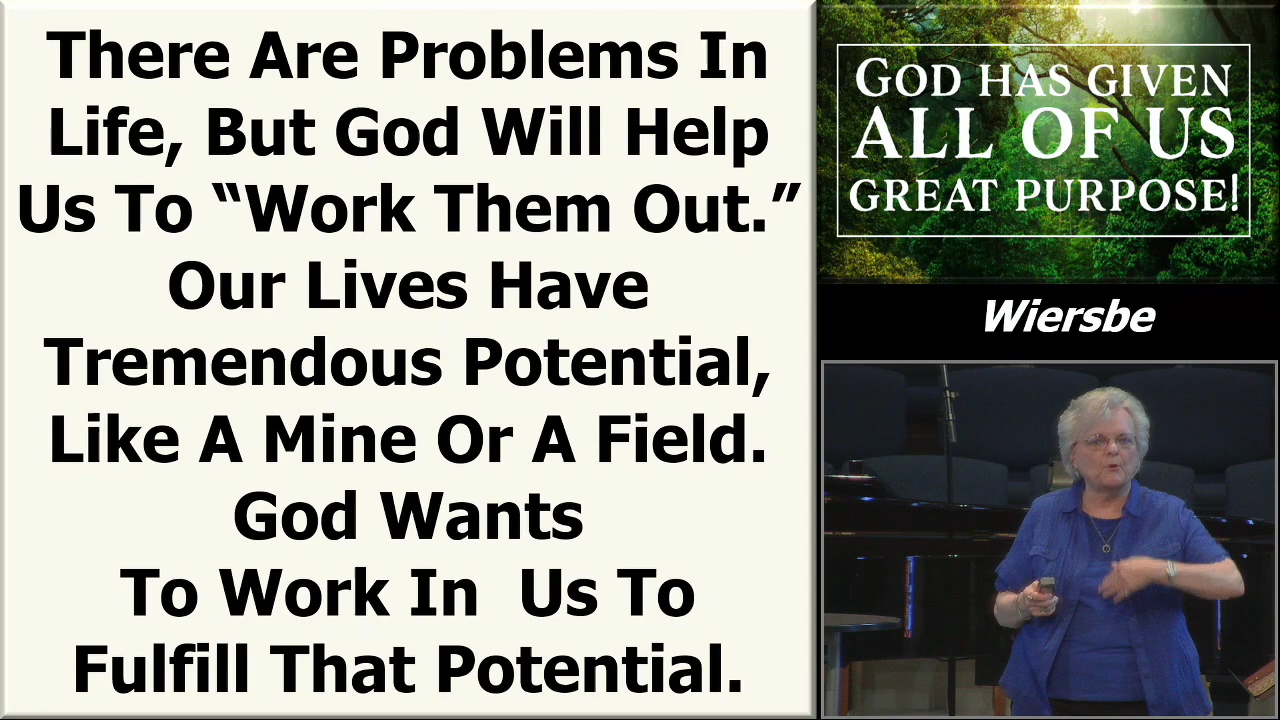 There Are Problems In
Life, But God Will Help
Us To “Work Them Out.”
Our Lives Have
Tremendous Potential,
Like A Mine Or A Field.
God Wants
To Work In  Us To
Fulfill That Potential.
GOD HAS GIVEN
ALL OF US
GREAT PURPOSE!
Wiersbe